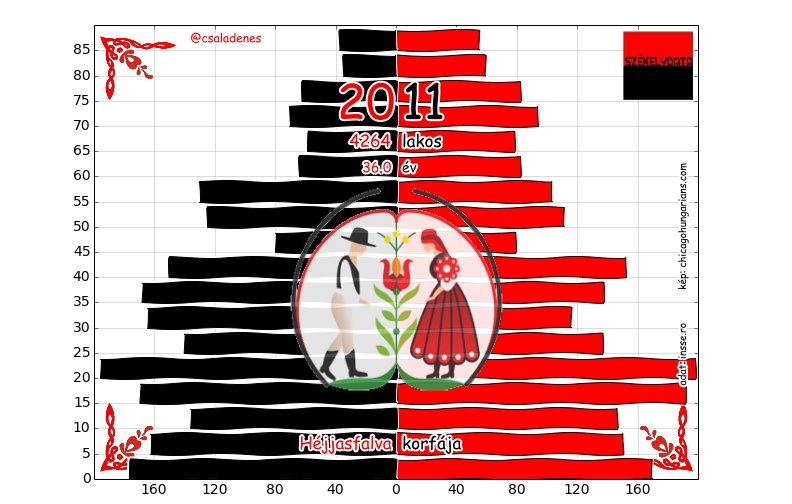 @csaladenes
SZÉKELYDATA
2011
4264 lakos
36.0 év
kép: chicagohungarians.com
adat: insse.ro
Héjjasfalva korfája
85
80
75
70
65
60
55
50
45
40
35
30
25
20
15
10
5
0
160 120 80 40 0 40 80 120 160